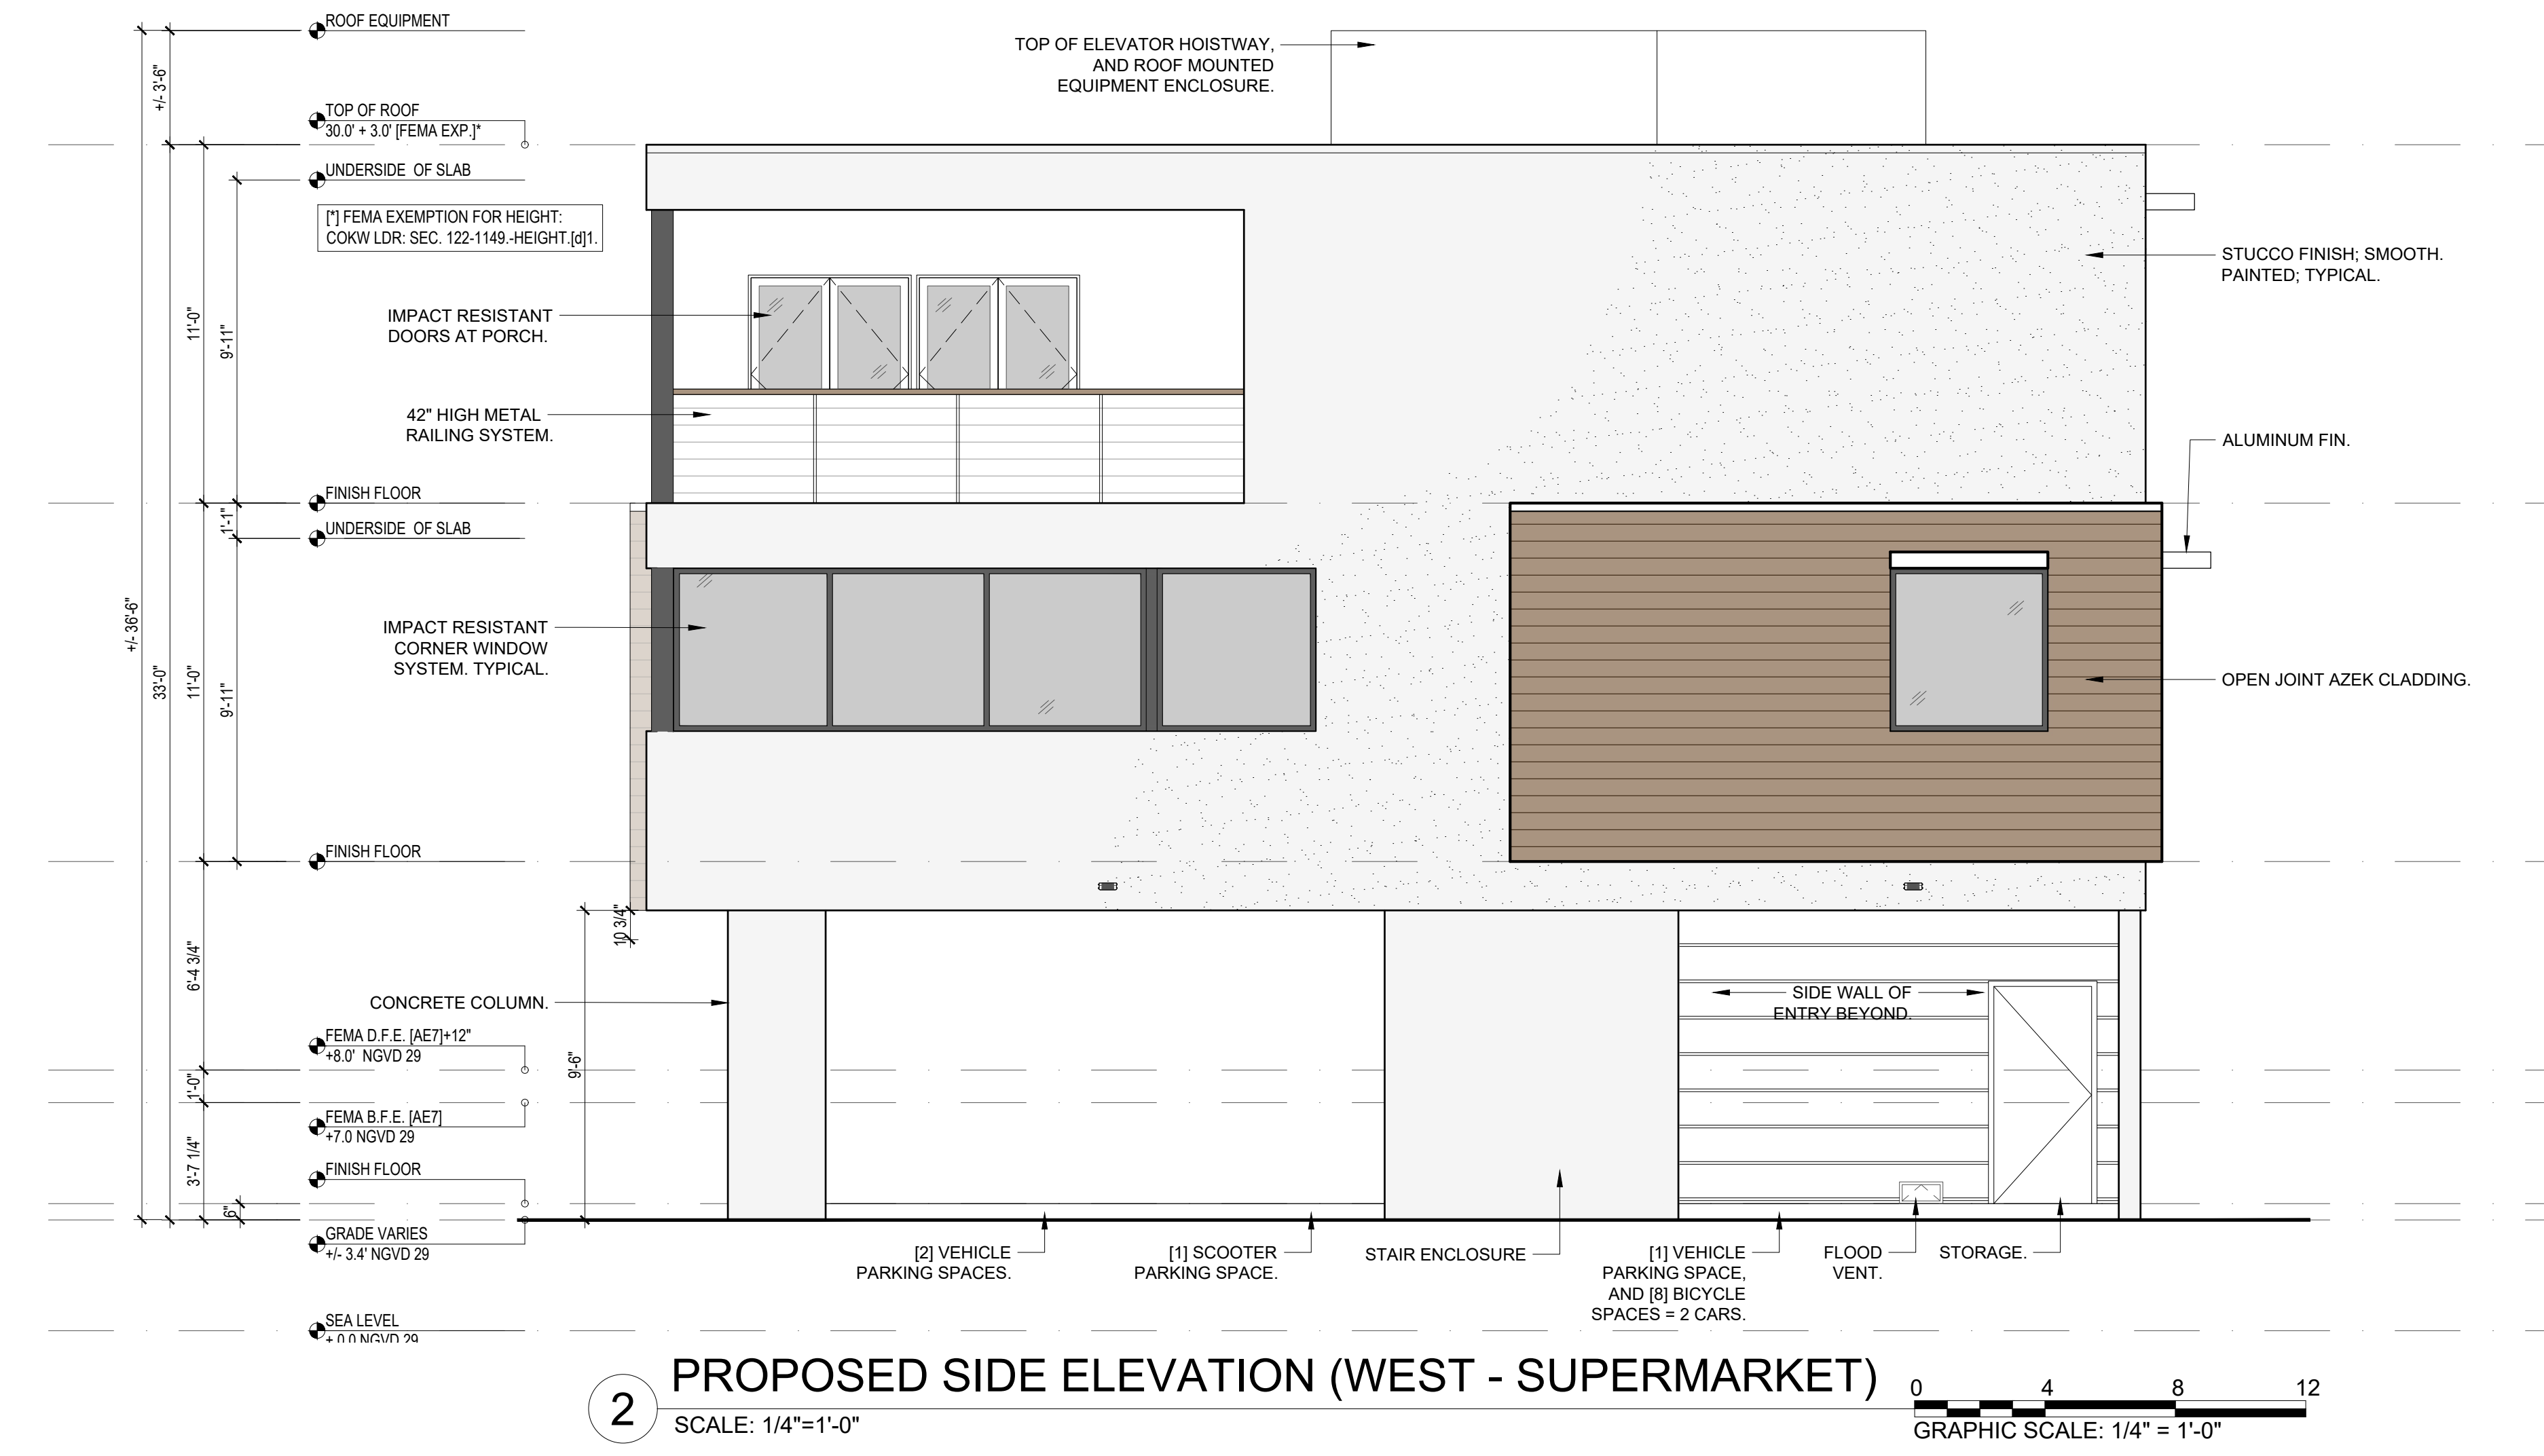 ROOF EQUIPMENT
+/- 3'-6"
TOP OF ROOF
30.0' + 3.0' [FEMA EXP.]*
UNDERSIDE OF SLAB
[*] FEMA EXEMPTION FOR HEIGHT:
COKW LDR: SEC. 122-1149.-HEIGHT.[d]1.
11'-0"
9'-11"
FINISH FLOOR
1'-1"
UNDERSIDE OF SLAB
+/- 36'-6"
33'-0"
11'-0"
9'-11"
FINISH FLOOR
6'-4 3/4"
FEMA D.F.E. [AE7]+12"
+8.0' NGVD 29
1'-0"
FEMA B.F.E. [AE7]
+7.0 NGVD 29
3'-7 1/4"
FINISH FLOOR
6"
GRADE VARIES
+/- 3.4' NGVD 29
SEA LEVEL
+ 0.0 NGVD 29
TOP OF ELEVATOR HOISTWAY,
AND ROOF MOUNTED
EQUIPMENT ENCLOSURE.
IMPACT RESISTANT
DOORS AT PORCH.
42" HIGH METAL
RAILING SYSTEM.
IMPACT RESISTANT
CORNER WINDOW
SYSTEM. TYPICAL.
10 3/4"
9'-6"
CONCRETE COLUMN.
STUCCO FINISH; SMOOTH.
PAINTED; TYPICAL.
ALUMINUM FIN.
OPEN JOINT AZEK CLADDING.
SIDE WALL OF
ENTRY BEYOND.
[2] VEHICLE
PARKING SPACES.
[1] SCOOTER
PARKING SPACE.
STAIR ENCLOSURE
[1] VEHICLE
PARKING SPACE,
AND [8] BICYCLE
SPACES = 2 CARS.
FLOOD
VENT.
STORAGE.
2
PROPOSED SIDE ELEVATION (WEST - SUPERMARKET)
SCALE: 1/4"=1'-0"
0 4 8 12
GRAPHIC SCALE: 1/4" = 1'-0"